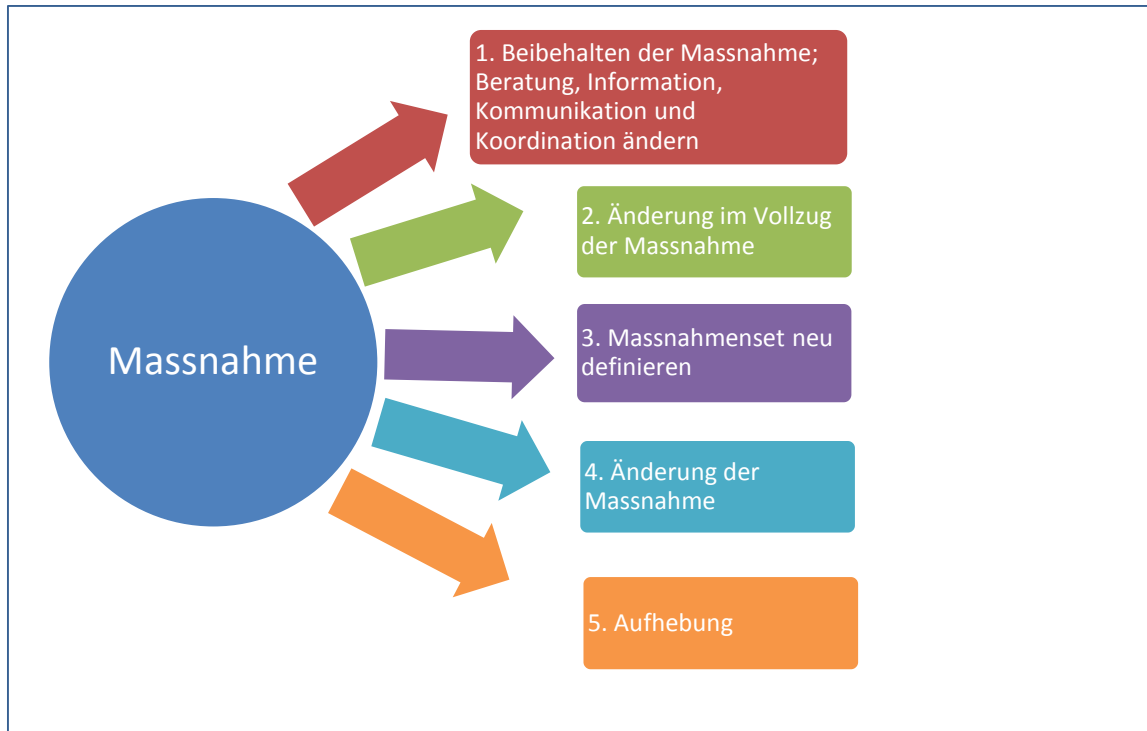 1. Beibehalten der Massnahme;
Beratung, Information,
Kommunikation und
Koordination ändern
2. Änderung im Vollzug
der Massnahme
Massnahme
3. Massnahmenset neu
definieren
4. Änderung der
Massnahme
5. Aufhebung